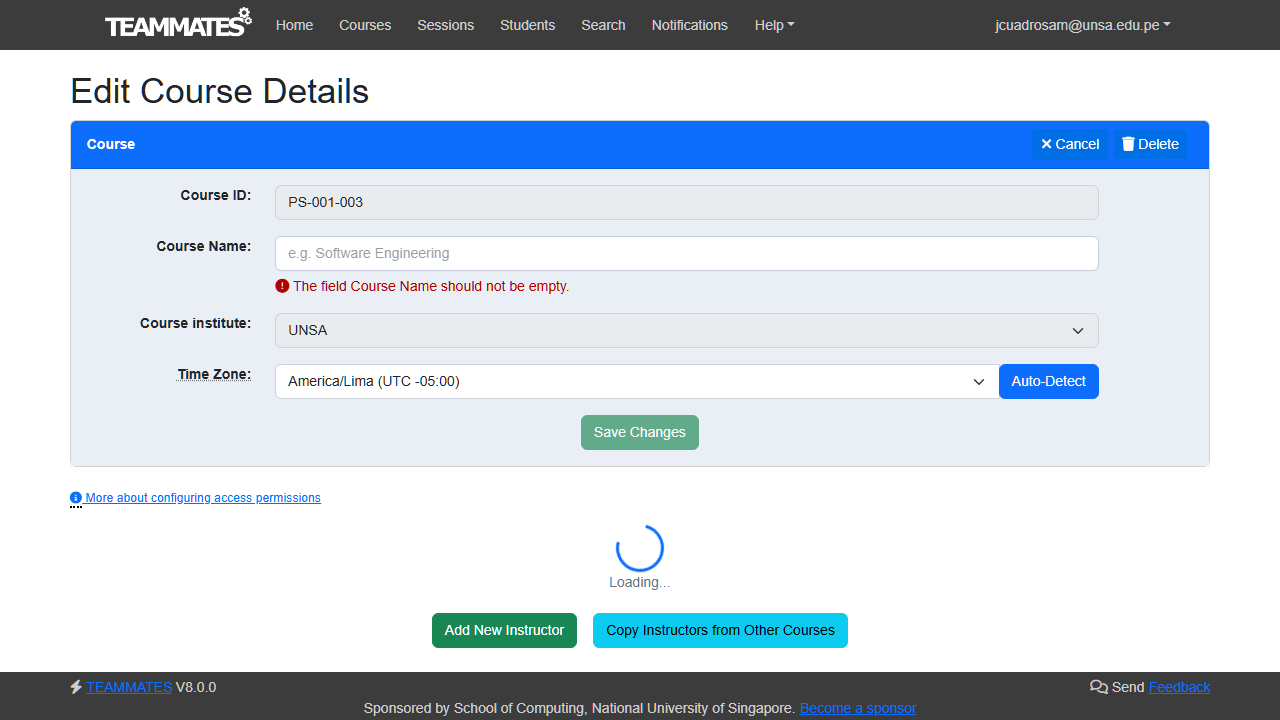 TEAMMATES Home Courses Sessions Students Search Notifications Help jcuadrosam@unsa.edu.pe
Edit Course Details
Course Cancel Delete
Course ID: PS-001-003
Course Name: e.g. Software Engineering
The field Course Name should not be empty.
Course institute: UNSA
Time Zone: America/Lima (UTC -05:00) Auto-Detect
Save Changes
More about configuring access permissions
Loading...
Add New Instructor Copy Instructors from Other Courses
TEAMMATES V8.0.0 Send Feedback
Sponsored by School of Computing, National University of Singapore. Become a sponsor